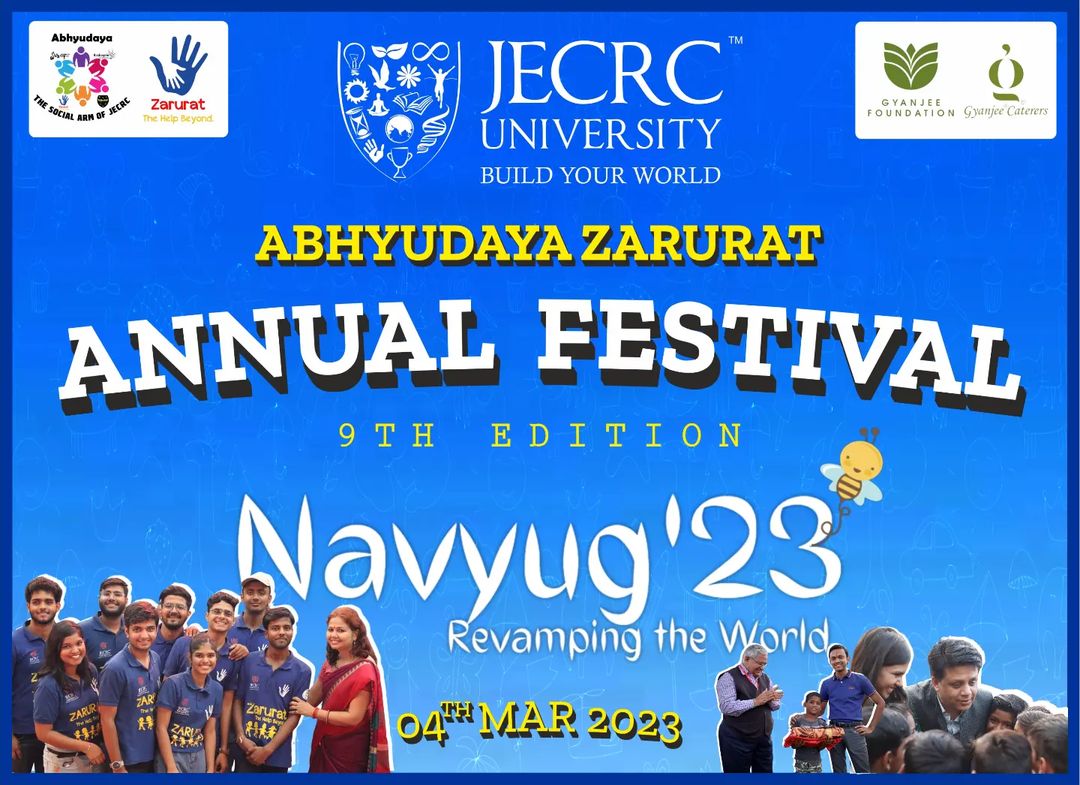 Abhyudaya
THE SOCIAL ARM OF JECRC
Zarurat
The Help Beyond.
JECRC™
UNIVERSITY
BUILD YOUR WORLD
GYANJEE
FOUNDATION
Gyanjee Caterers
ABHYUDAYA ZARURAT
ANNUAL FESTIVAL
9TH EDITION
Navyug'23
Revamping the World
04TH MAR 2023
Zarurat
The Help Beyond